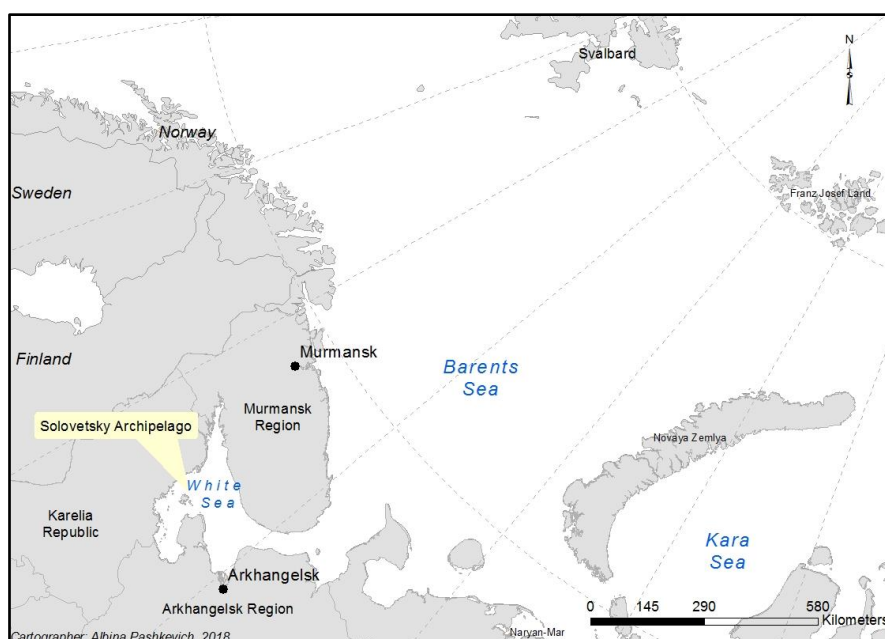 Svalbard
N
S
Norway
Sweden
Franz Josef Land
Finland
Murmansk
Barents
Sea
Murmansk
Region
Solovetsky Archipelago
Novaya Zemlya
White
Sea
Karelia
Republic
Kara
Sea
Arkhangelsk
Arkhangelsk Region
0 145 290 580
Kilometers
Naryan-Mar
Cartographer: Albina Pashkevich, 2018